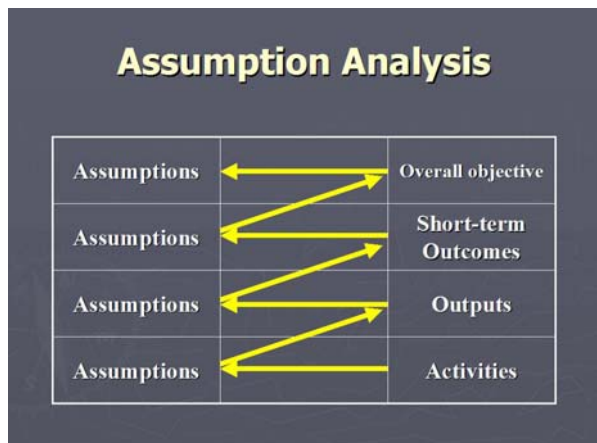 Assumption Analysis
Assumptions
Overall objective
Assumptions
Short-term
Outcomes
Assumptions
Outputs
Assumptions
Activities